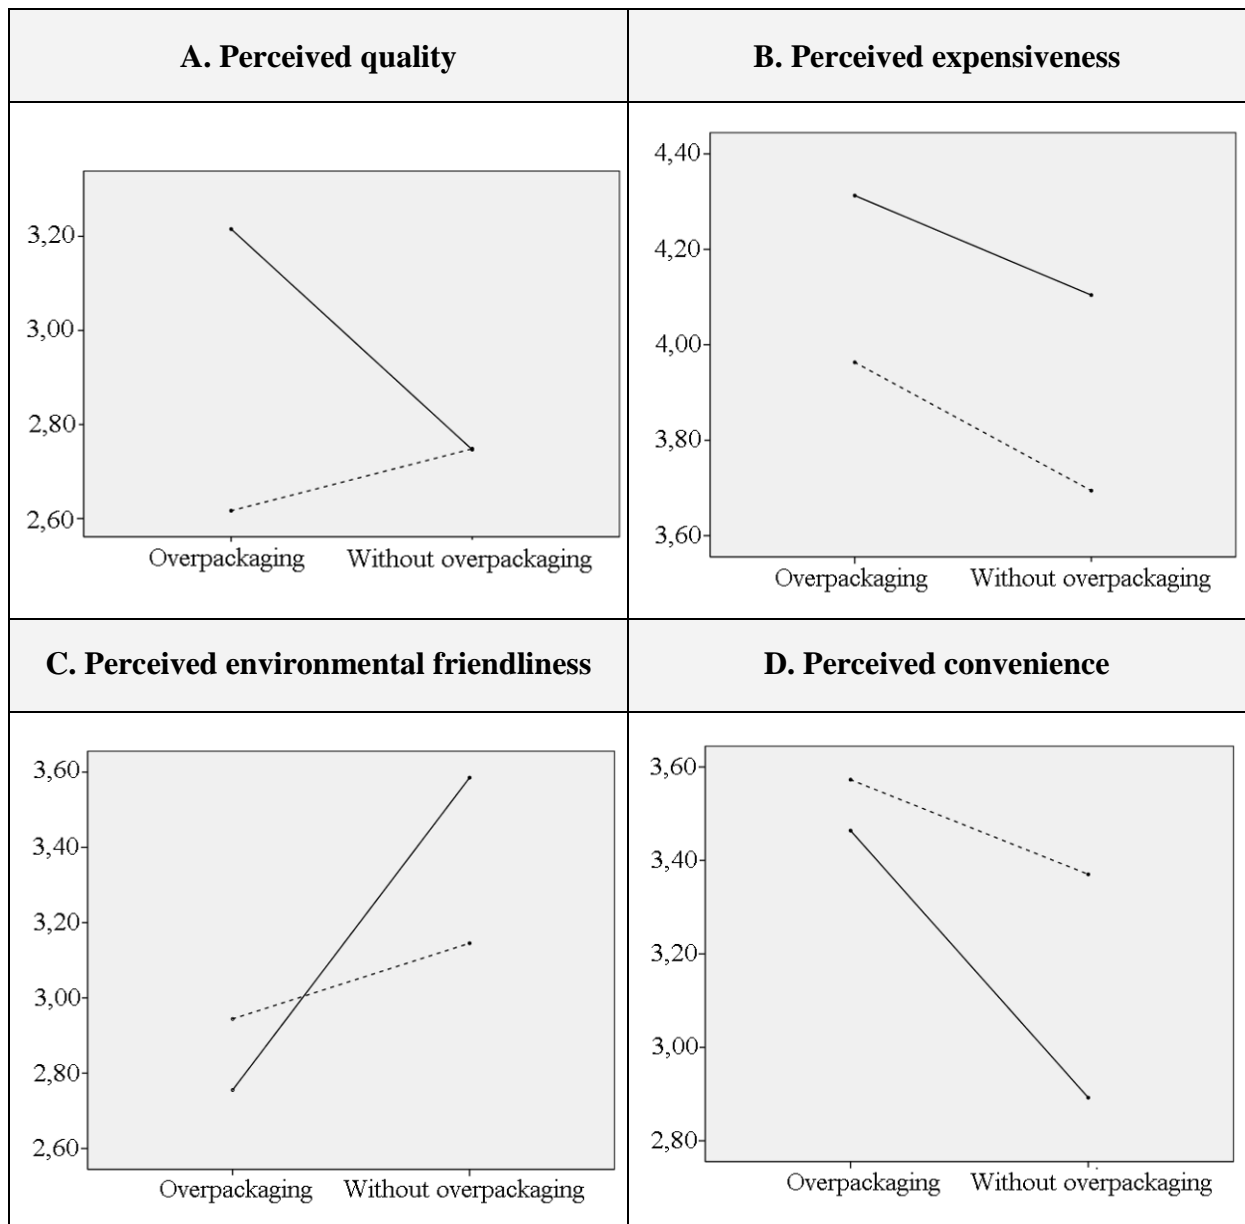 A. Perceived quality
B. Perceived expensiveness
3,20
3,00
2,80
2,60
Overpackaging
Without overpackaging
4,40
4,20
4,00
3,80
3,60
Overpackaging
Without overpackaging
C. Perceived environmental friendliness
D. Perceived convenience
3,60
3,40
3,20
3,00
2,80
2,60
Overpackaging
Without overpackaging
3,60
3,40
3,20
3,00
2,80
Overpackaging
Without overpackaging